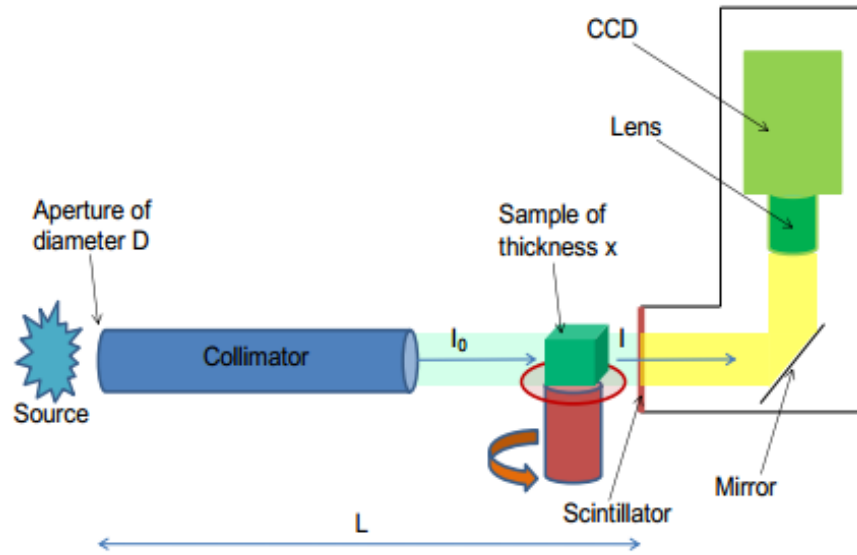 CCD
Lens
Aperture of
diameter D
Sample of
thickness x
Collimator
I₀
I
Source
Scintillator
Mirror
L